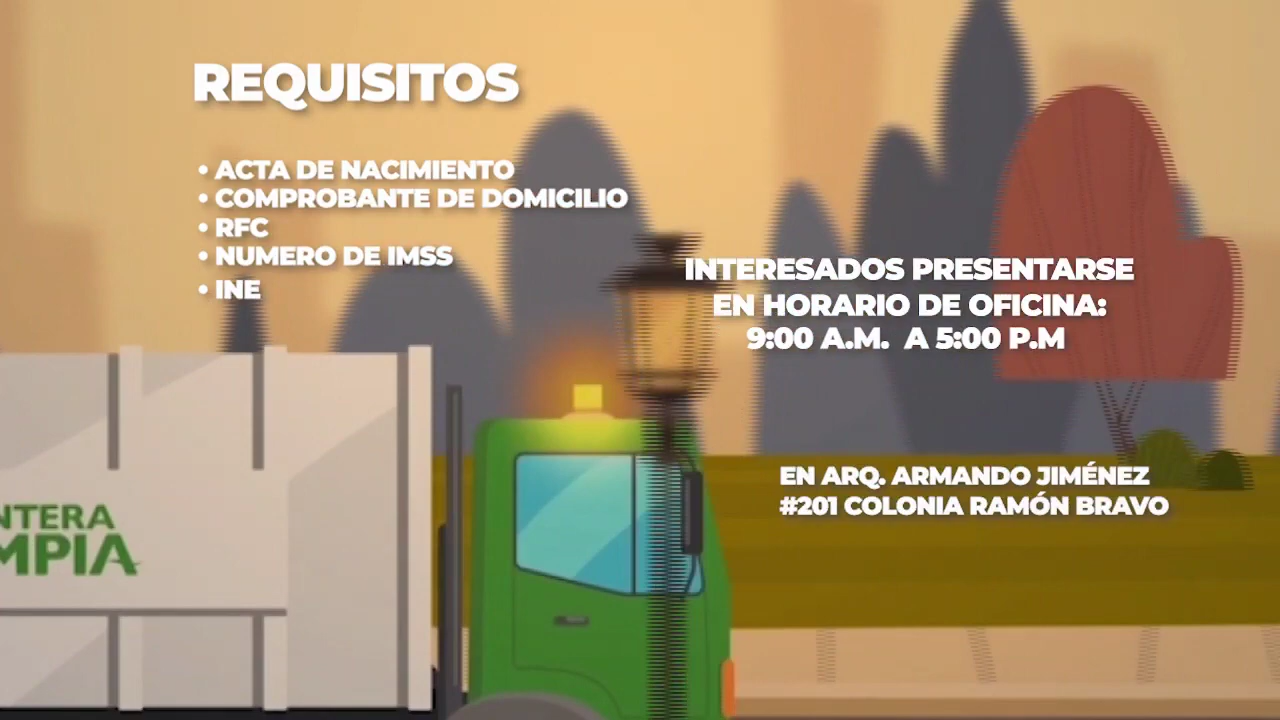 REQUISITOS
• ACTA DE NACIMIENTO
• COMPROBANTE DE DOMICILIO
• RFC
• NUMERO DE IMSS
• INE
INTERESADOS PRESENTARSE
EN HORARIO DE OFICINA:
9:00 A.M. A 5:00 P.M
EN ARQ. ARMANDO JIMÉNEZ
#201 COLONIA RAMÓN BRAVO
NTERA
MPIA